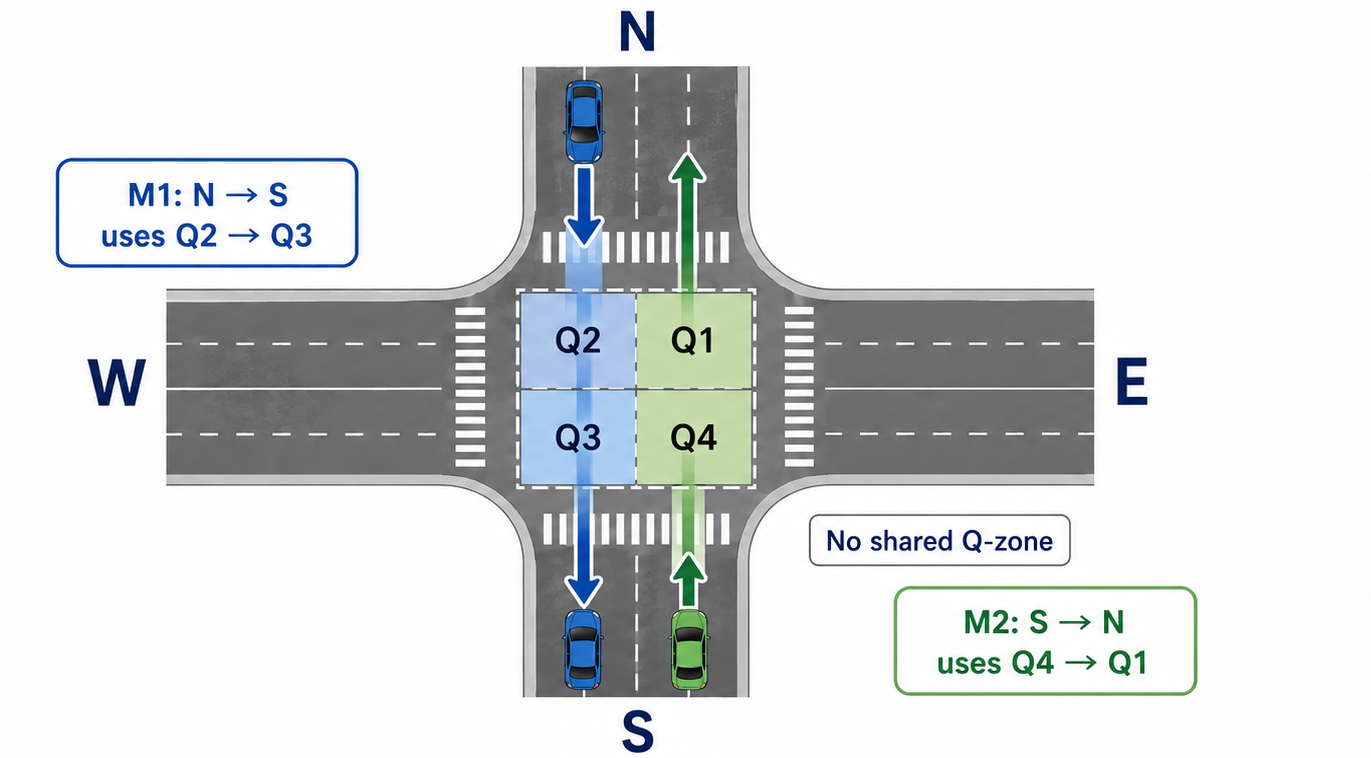 N
M1: N → S
uses Q2 → Q3
Q2
Q1
W
E
Q3
Q4
No shared Q-zone
M2: S → N
uses Q4 → Q1
S